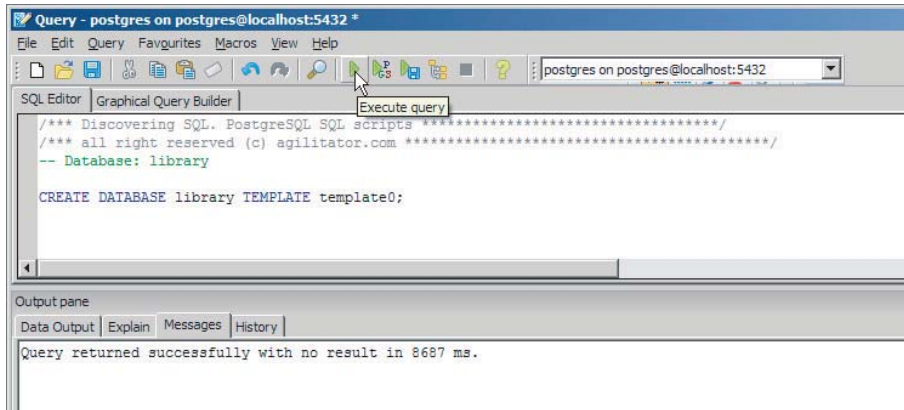 Query - postgres on postgres@localhost:5432 *
File Edit Query Favourites Macros View Help
postgres on postgres@localhost:5432
SQL Editor Graphical Query Builder
Execute query
/*** Discovering SQL. PostgreSQL SQL scripts *************************************/
/*** all right reserved (c) agilitator.com *******************************************/
-- Database: library
CREATE DATABASE library TEMPLATE template0;
Output pane
Data Output Explain Messages History
Query returned successfully with no result in 8687 ms.